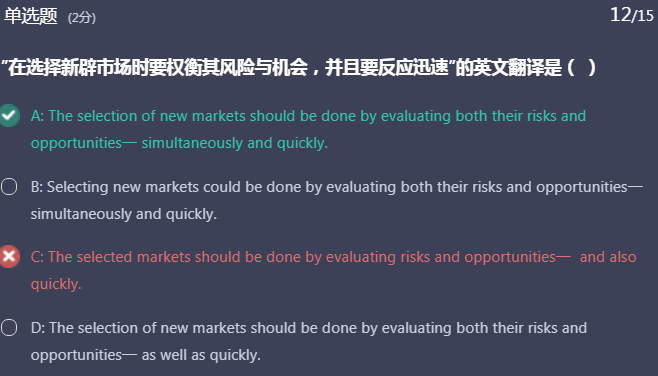 单选题 (2分) 12/15
"在选择新辟市场时要权衡其风险与机会，并且要反应迅速"的英文翻译是（ ）
A: The selection of new markets should be done by evaluating both their risks and
opportunities— simultaneously and quickly.
B: Selecting new markets could be done by evaluating both their risks and opportunities—
simultaneously and quickly.
C: The selected markets should be done by evaluating risks and opportunities— and also
quickly.
D: The selection of new markets should be done by evaluating both their risks and
opportunities— as well as quickly.